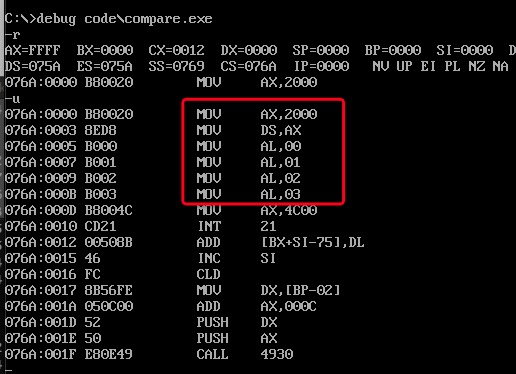 C:\>debug code\compare.exe
-r
AX=FFFF  BX=0000  CX=0012  DX=0000  SP=0000  BP=0000  SI=0000  D
DS=075A  ES=075A  SS=0769  CS=076A  IP=0000   NV UP EI PL NZ NA
076A:0000 B80020        MOV     AX,2000
-u
076A:0000 B80020        MOV     AX,2000
076A:0003 8ED8          MOV     DS,AX
076A:0005 B000          MOV     AL,00
076A:0007 B001          MOV     AL,01
076A:0009 B002          MOV     AL,02
076A:000B B003          MOV     AL,03
076A:000D B8004C        MOV     AX,4C00
076A:0010 CD21          INT     21
076A:0012 00508B        ADD     [BX+SI-75],DL
076A:0015 46            INC     SI
076A:0016 FC            CLD
076A:0017 8B56FE        MOV     DX,[BP-02]
076A:001A 050C00        ADD     AX,000C
076A:001D 52            PUSH    DX
076A:001E 50            PUSH    AX
076A:001F E80E49        CALL    4930